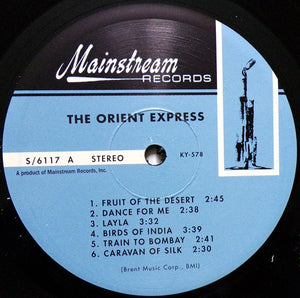 Mainstream
RECORDS
THE ORIENT EXPRESS
S/6117 A STEREO KY-578
A product of Mainstream Records, Inc.
1. FRUIT OF THE DESERT 2:45
2. DANCE FOR ME 2:38
3. LAYLA 3:32
4. BIRDS OF INDIA 3:39
5. TRAIN TO BOMBAY 2:41
6. CARAVAN OF SILK 2:30
(Brent Music Corp., BMI)